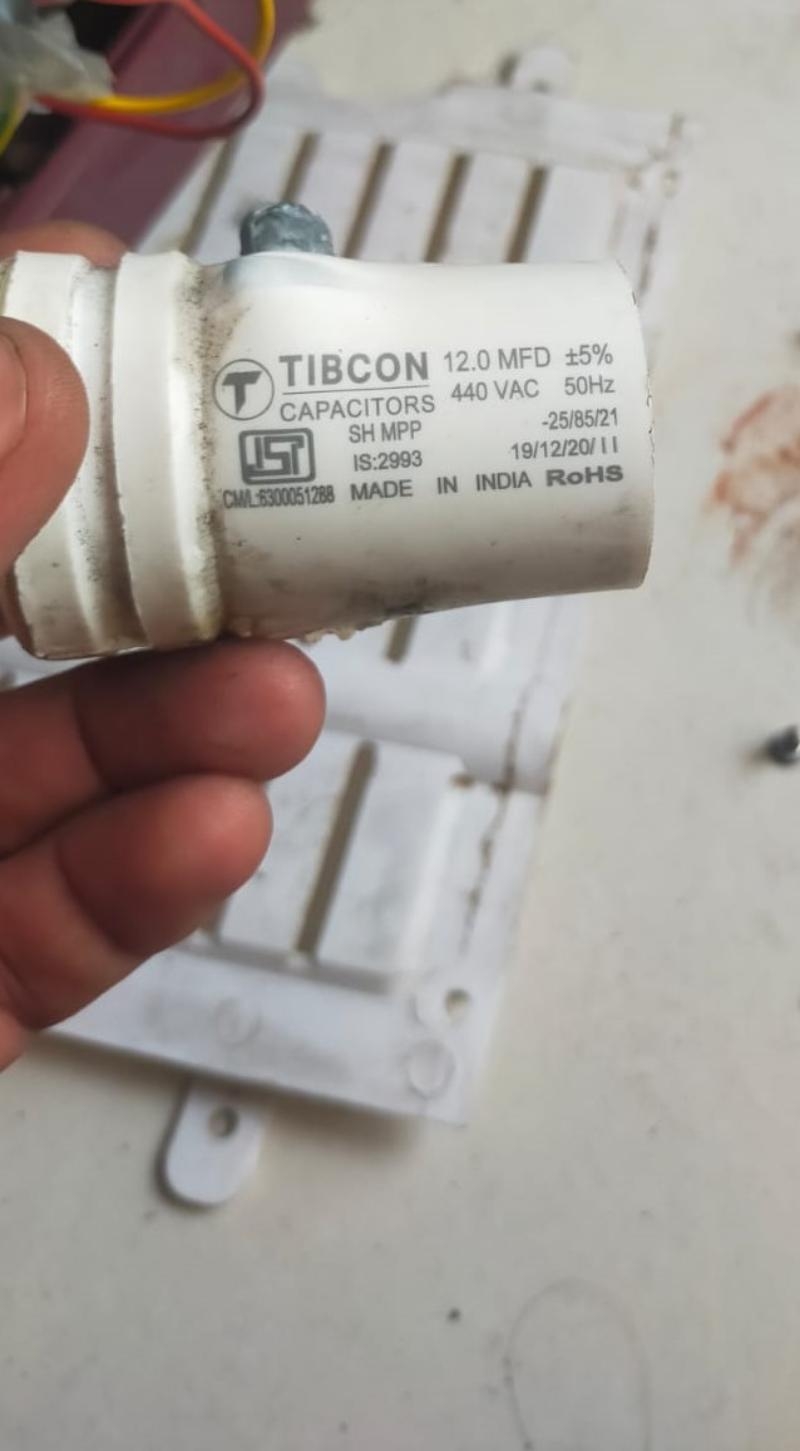 TIBCON 12.0 MFD ±5%
CAPACITORS 440 VAC 50Hz
SH MPP -25/85/21
IS:2993 19/12/20/11
CM/L:6300051288 MADE IN INDIA RoHS